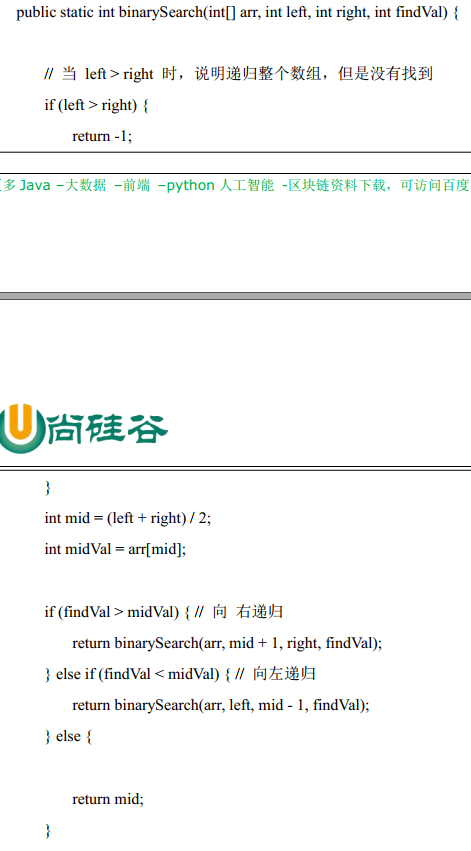 public static int binarySearch(int[] arr, int left, int right, int findVal) {
// 当 left > right 时，说明递归整个数组，但是没有找到
if (left > right) {
return -1;
多 Java –大数据 –前端 –python 人工智能 -区块链资料下载，可访问百度
U尚硅谷
}
int mid = (left + right) / 2;
int midVal = arr[mid];
if (findVal > midVal) { // 向 右递归
return binarySearch(arr, mid + 1, right, findVal);
} else if (findVal < midVal) { // 向左递归
return binarySearch(arr, left, mid - 1, findVal);
} else {
return mid;
}